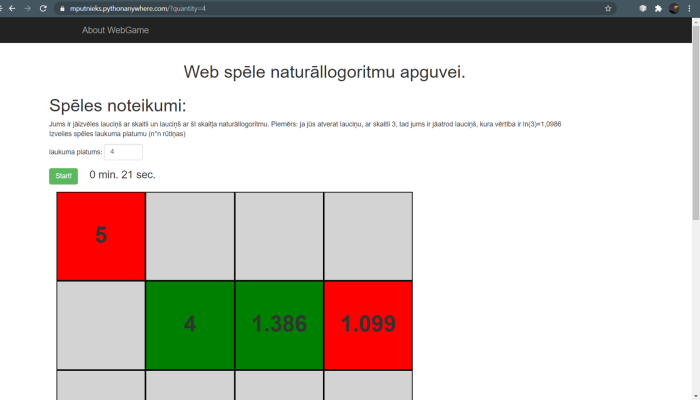 mputnieks.pythonanywhere.com/?quantity=4
About WebGame
Web spēle naturāllogoritmu apguvei.
Spēles noteikumi:
Jums ir jāizvēles lauciņš ar skaitli un lauciņš ar šī skaitļa naturāllogoritmu. Piemērs: ja jūs atverat lauciņu, ar skaitli 3, tad jums ir jāatrod lauciņš, kura vērtība ir ln(3)=1,0986
Izvelies spēles laukuma platumu (n*n rūtiņas)
laukuma platums: 4
Start! 0 min. 21 sec.
5
4 1.386 1.099